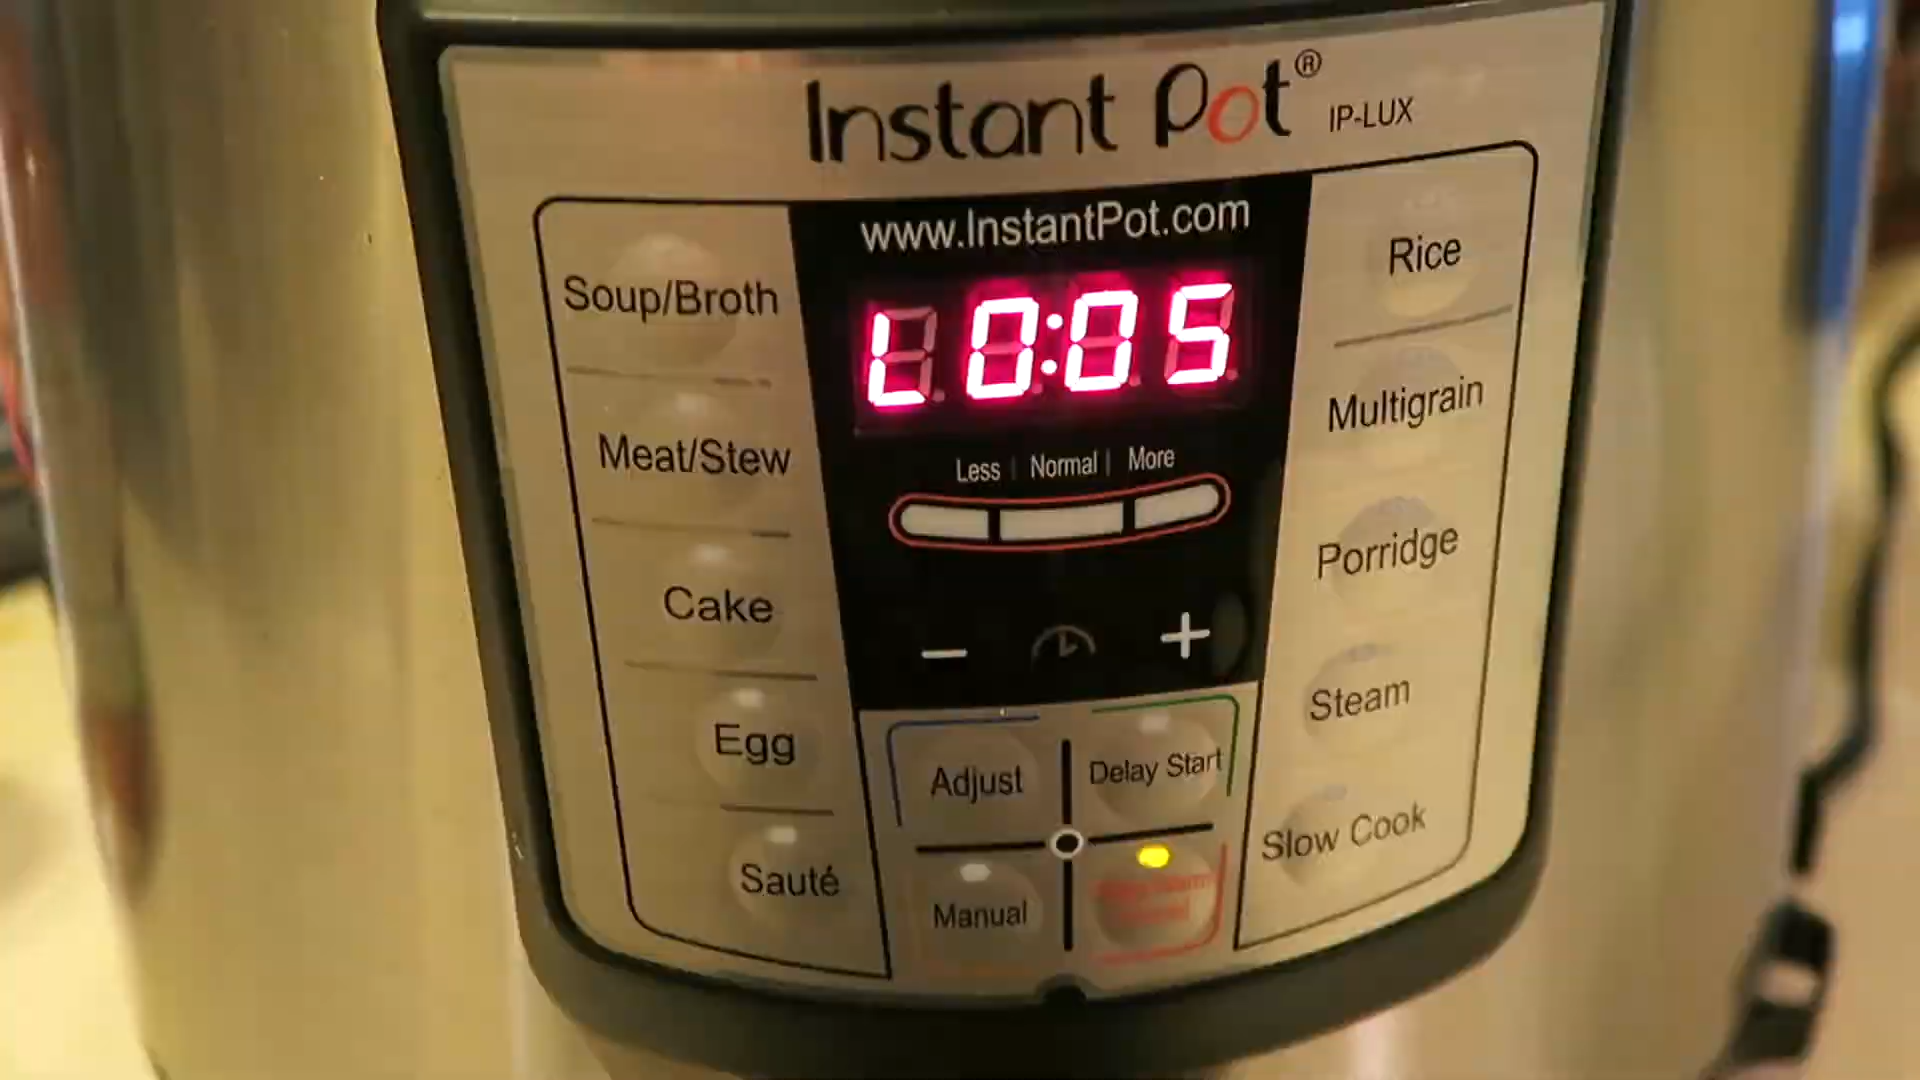 Instant Pot® IP-LUX
www.InstantPot.com
L0:05
Less | Normal | More
− +
Soup/Broth
Meat/Stew
Cake
Egg
Sauté
Rice
Multigrain
Porridge
Steam
Slow Cook
Adjust
Delay Start
Manual